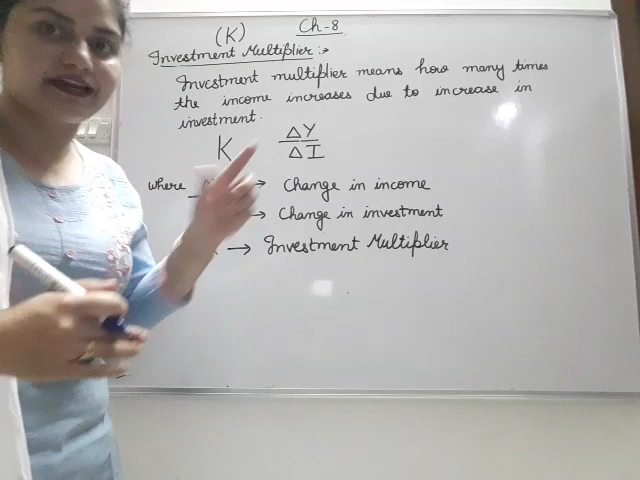 (K) Ch-8
Investment Multiplier :→
Investment multiplier means how many times
the income increases due to increase in
investment.
K ΔY
ΔI
where → Change in income
→ Change in investment
→ Investment Multiplier